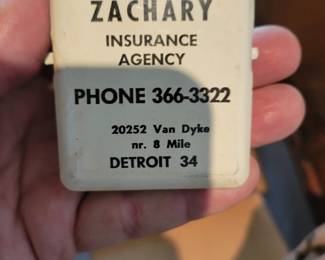 ZACHARY
INSURANCE
AGENCY
PHONE 366-3322
20252 Van Dyke
nr. 8 Mile
DETROIT 34